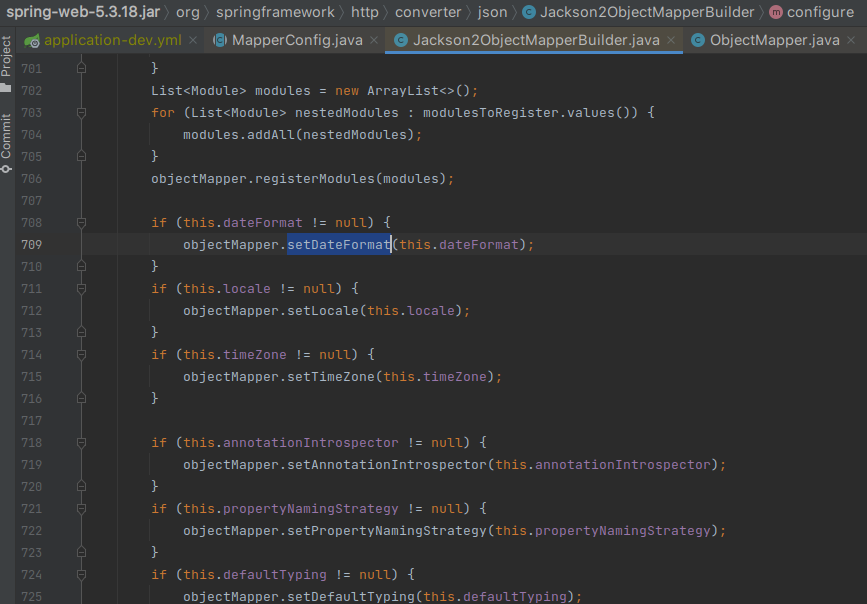 spring-web-5.3.18.jar org springframework http converter json Jackson2ObjectMapperBuilder configure
application-dev.yml MapperConfig.java Jackson2ObjectMapperBuilder.java ObjectMapper.java
Project
Commit
701 }
702 List<Module> modules = new ArrayList<>();
703 for (List<Module> nestedModules : modulesToRegister.values()) {
704 modules.addAll(nestedModules);
705 }
706 objectMapper.registerModules(modules);
707
708 if (this.dateFormat != null) {
709 objectMapper.setDateFormat(this.dateFormat);
710 }
711 if (this.locale != null) {
712 objectMapper.setLocale(this.locale);
713 }
714 if (this.timeZone != null) {
715 objectMapper.setTimeZone(this.timeZone);
716 }
717
718 if (this.annotationIntrospector != null) {
719 objectMapper.setAnnotationIntrospector(this.annotationIntrospector);
720 }
721 if (this.propertyNamingStrategy != null) {
722 objectMapper.setPropertyNamingStrategy(this.propertyNamingStrategy);
723 }
724 if (this.defaultTyping != null) {
725 objectMapper.setDefaultTyping(this.defaultTyping);